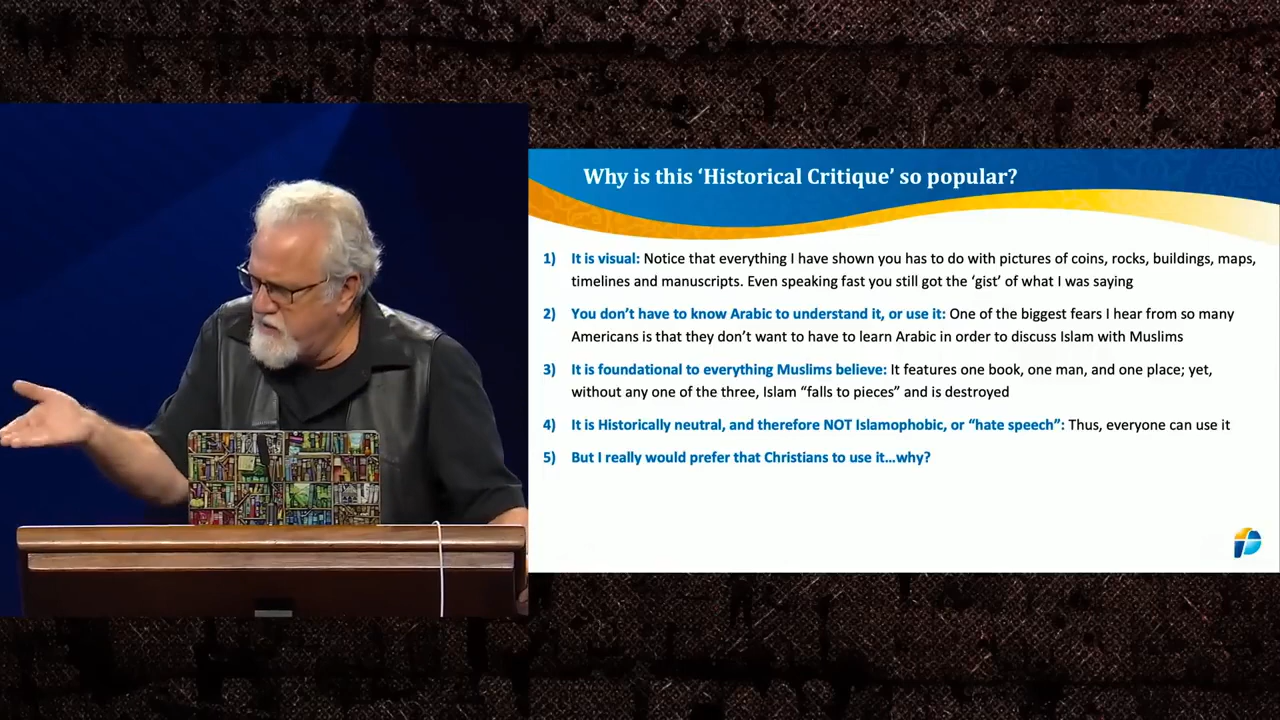 Why is this ‘Historical Critique’ so popular?
1) It is visual: Notice that everything I have shown you has to do with pictures of coins, rocks, buildings, maps,
timelines and manuscripts. Even speaking fast you still got the ‘gist’ of what I was saying
2) You don’t have to know Arabic to understand it, or use it: One of the biggest fears I hear from so many
Americans is that they don’t want to have to learn Arabic in order to discuss Islam with Muslims
3) It is foundational to everything Muslims believe: It features one book, one man, and one place; yet,
without any one of the three, Islam “falls to pieces” and is destroyed
4) It is Historically neutral, and therefore NOT Islamophobic, or “hate speech”: Thus, everyone can use it
5) But I really would prefer that Christians to use it…why?